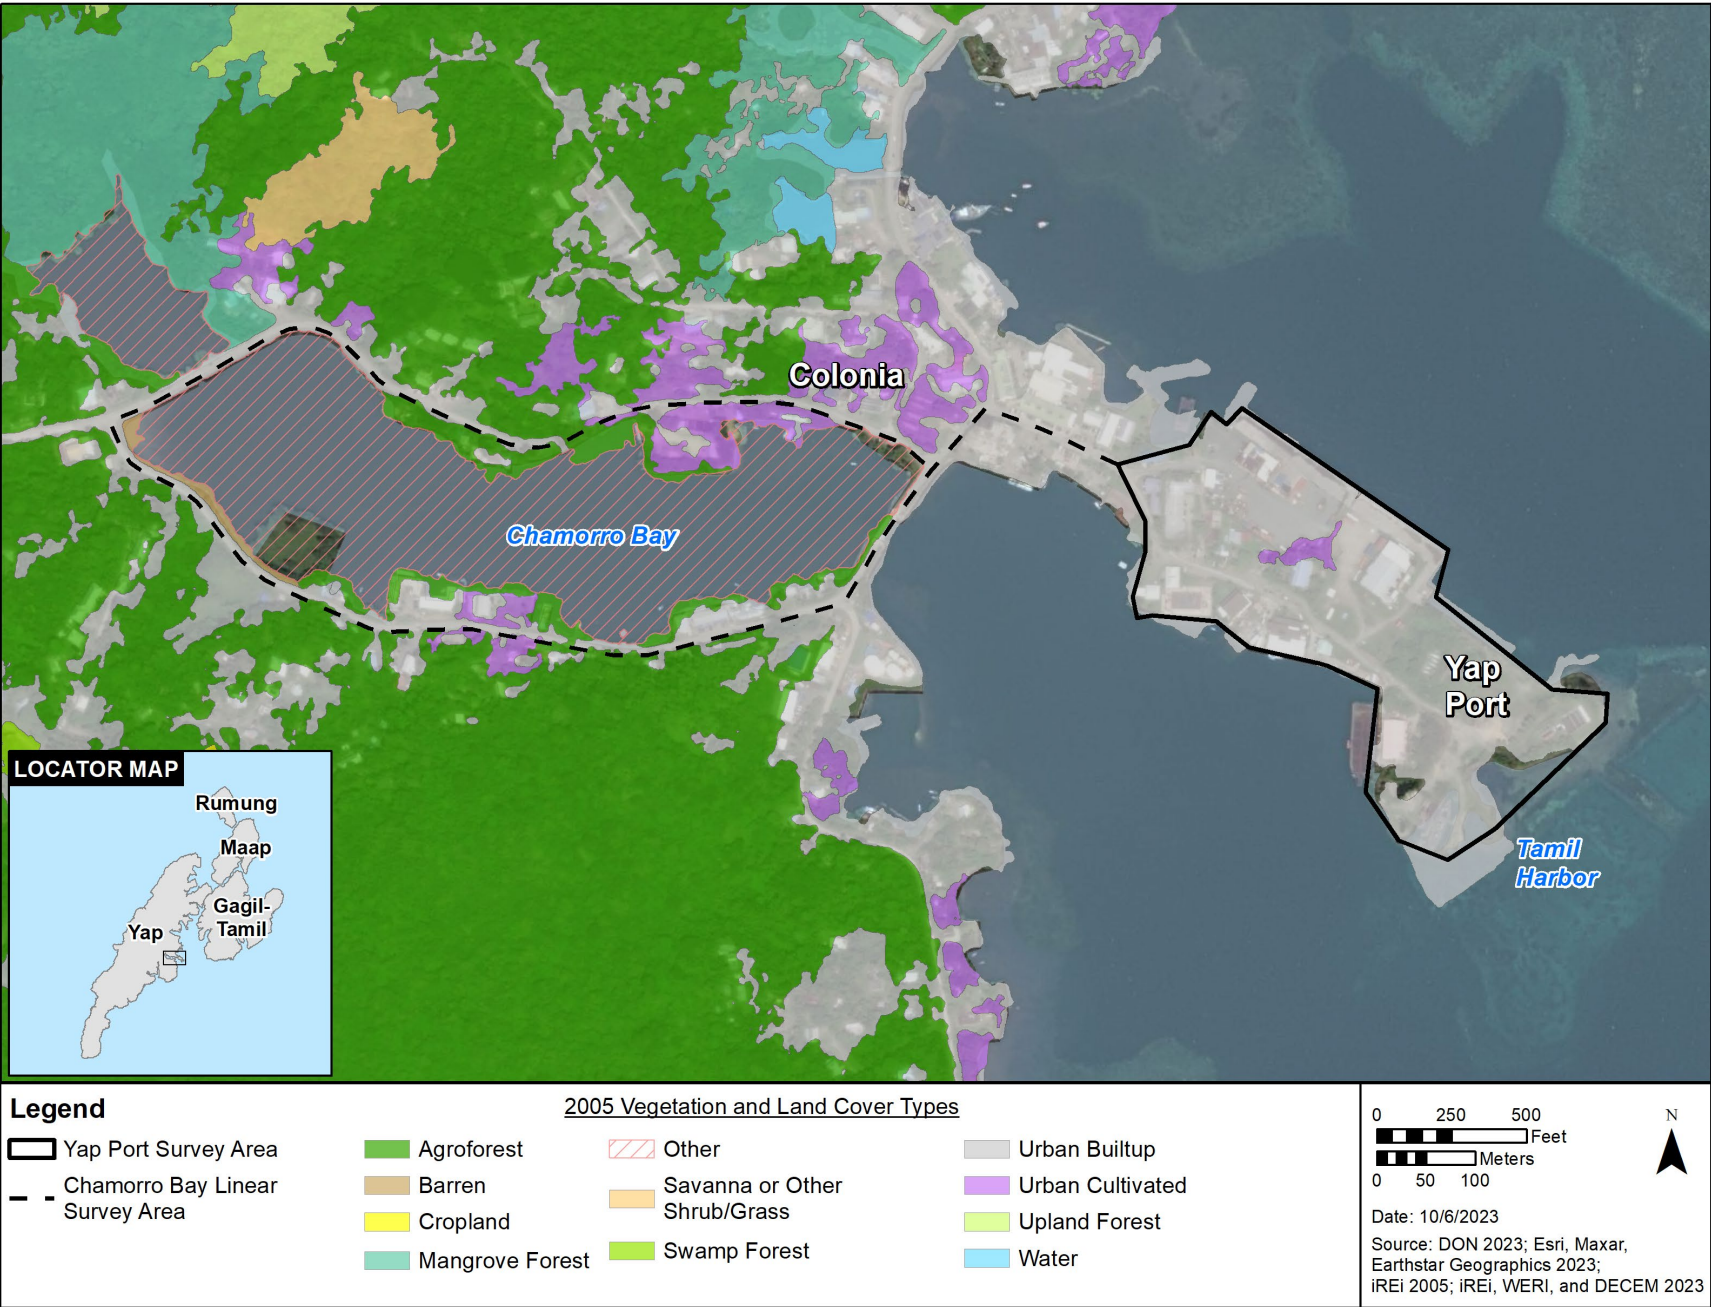 Colonia
Chamorro Bay
Yap
Port
Tamil
Harbor
LOCATOR MAP
Rumung
Maap
Gagil-
Tamil
Yap
Legend
Yap Port Survey Area
Chamorro Bay Linear
Survey Area
2005 Vegetation and Land Cover Types
Agroforest
Barren
Cropland
Mangrove Forest
Other
Savanna or Other
Shrub/Grass
Swamp Forest
Urban Builtup
Urban Cultivated
Upland Forest
Water
0 250 500
Feet
Meters
0 50 100
N
Date: 10/6/2023
Source: DON 2023; Esri, Maxar,
Earthstar Geographics 2023;
iREi 2005; iREi, WERI, and DECEM 2023